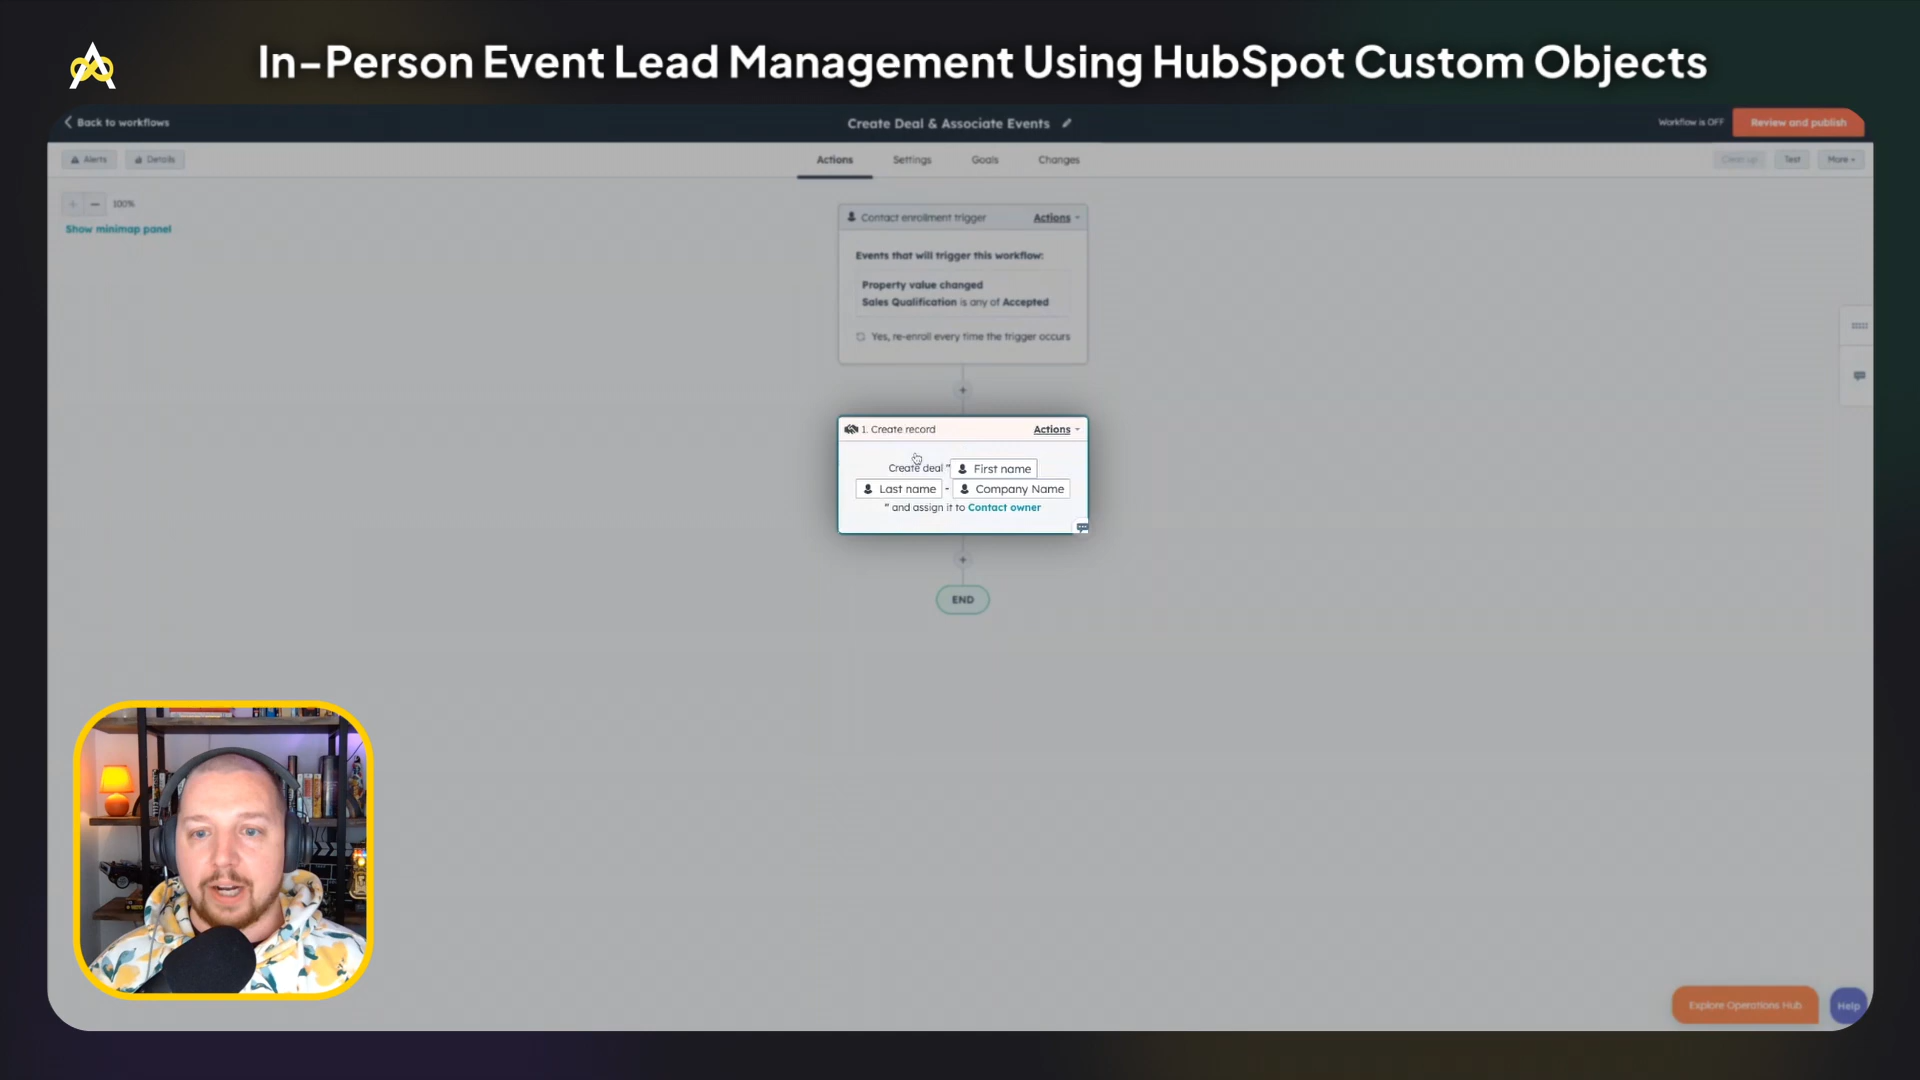 In-Person Event Lead Management Using HubSpot Custom Objects
Back to workflows
Create Deal & Associate Events
Workflow is OFF
Review and publish
Alerts
Details
Actions
Settings
Goals
Changes
Clean up
Test
More
+ − 100%
Show minimap panel
Contact enrollment trigger
Actions
Events that will trigger this workflow:
Property value changed
Sales Qualification is any of Accepted
Yes, re-enroll every time the trigger occurs
+
1. Create record
Actions
Create deal " First name
Last name - Company Name
" and assign it to Contact owner
+
END
Explore Operations Hub
Help